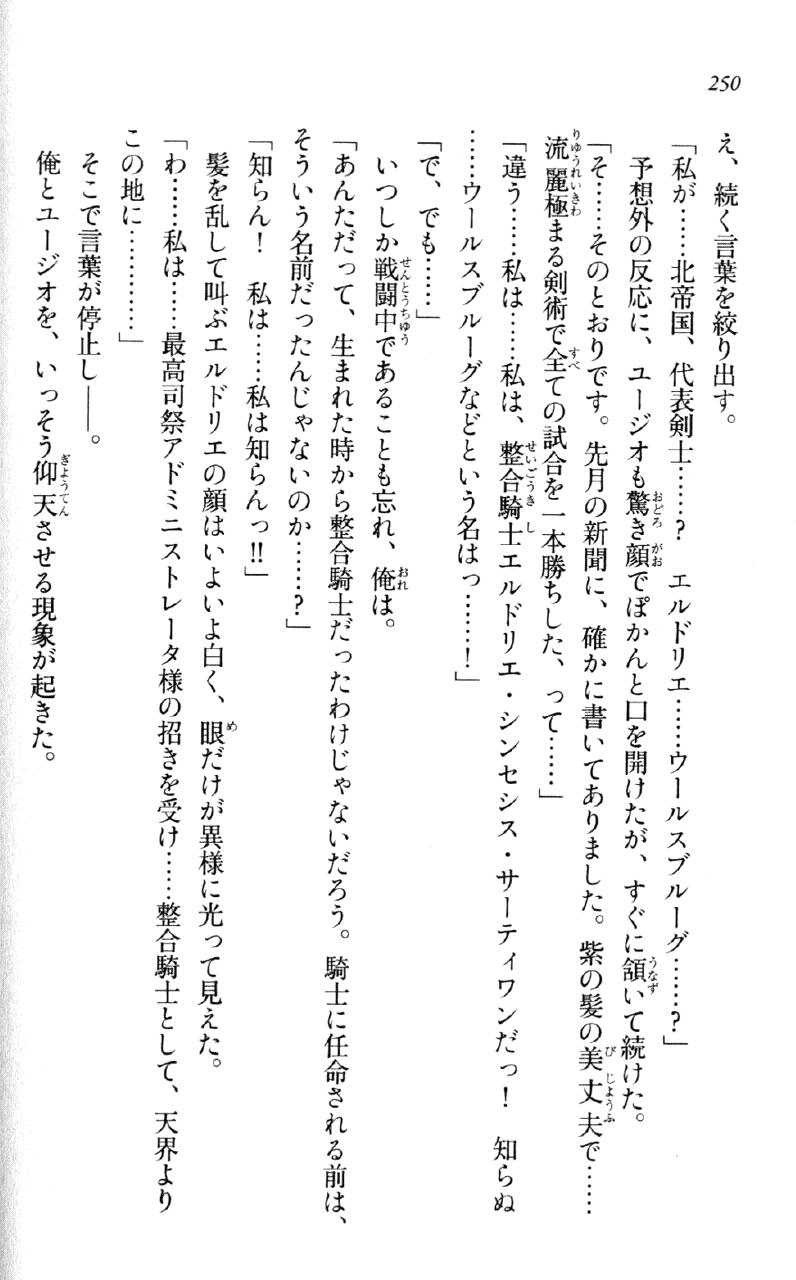 250
え、続く言葉を絞り出す。
「私が……北帝国、代表剣士……？　エルドリエ……ウールスブルーグ……？」
　予想外の反応に、ユージオも驚き顔でぽかんと口を開けたが、すぐに頷いて続けた。
「そ……そのとおりです。先月の新聞に、確かに書いてありました。紫の髪の美丈夫で……
流麗極まる剣術で全ての試合を一本勝ちした、って……」
「違う……私は……私は、整合騎士エルドリエ・シンセシス・サーティワンだっ！　知らぬ
……ウールスブルーグなどという名はっ……！」
「で、でも……」
　いつしか戦闘中であることも忘れ、俺は。
「あんただって、生まれた時から整合騎士だったわけじゃないだろう。騎士に任命される前は、
そういう名前だったんじゃないのか……？」
「知らん！　私は……私は知らんっ‼」
　髪を乱して叫ぶエルドリエの顔はいよいよ白く、眼だけが異様に光って見えた。
「わ……私は……最高司祭アドミニストレータ様の招きを受け……整合騎士として、天界より
この地に…………」
　そこで言葉が停止し――。
　俺とユージオを、いっそう仰天させる現象が起きた。